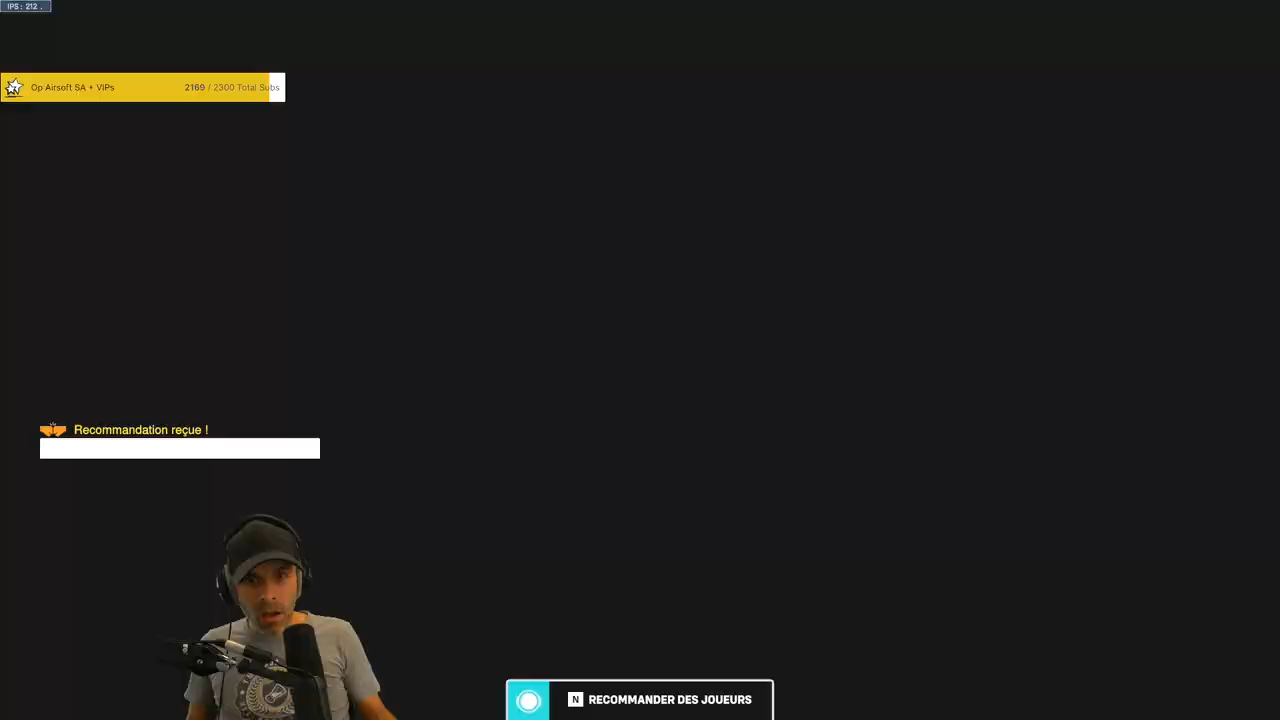 IPS: 212 .
Op Airsoft SA + VIPs 2169 / 2300 Total Subs
Recommandation reçue !
N RECOMMANDER DES JOUEURS